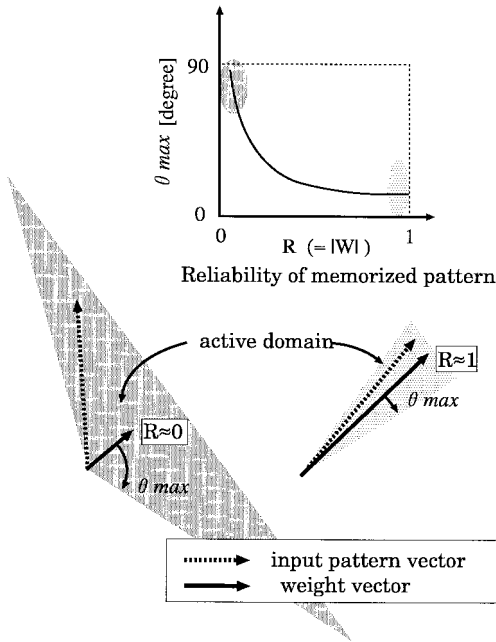 90
θ max [degree]
0
0
1
R (= |W| )
Reliability of memorized pattern
active domain
R≈1
θ max
R≈0
θ max
input pattern vector
weight vector